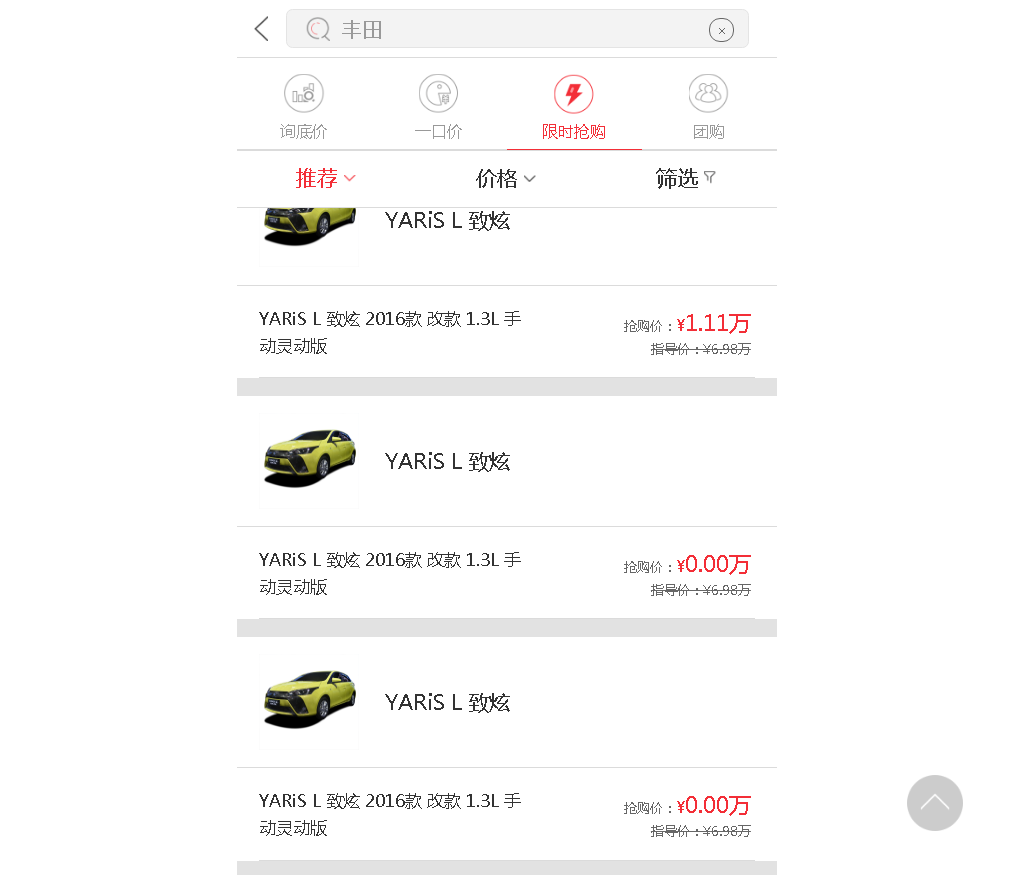 丰田
询底价 一口价 限时抢购 团购
推荐 价格 筛选
YARiS L 致炫
YARiS L 致炫 2016款 改款 1.3L 手
动灵动版
抢购价：¥1.11万
指导价：¥6.98万
YARiS L 致炫
YARiS L 致炫 2016款 改款 1.3L 手
动灵动版
抢购价：¥0.00万
指导价：¥6.98万
YARiS L 致炫
YARiS L 致炫 2016款 改款 1.3L 手
动灵动版
抢购价：¥0.00万
指导价：¥6.98万